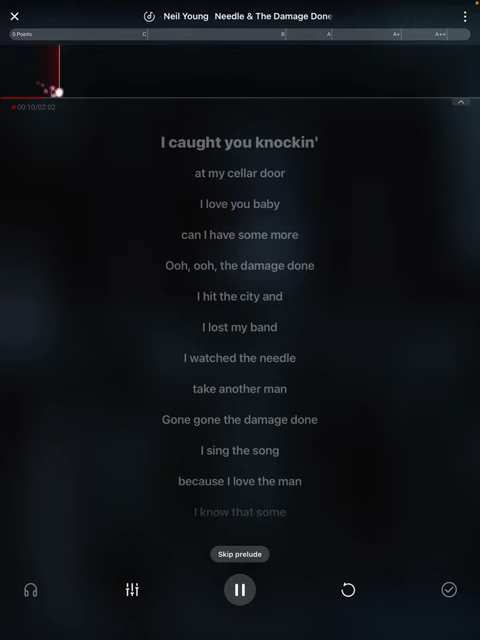 Neil Young Needle & The Damage Done
0 Points C B A A+ A++
00:10/02:02
I caught you knockin'
at my cellar door
I love you baby
can I have some more
Ooh, ooh, the damage done
I hit the city and
I lost my band
I watched the needle
take another man
Gone gone the damage done
I sing the song
because I love the man
I know that some
Skip prelude